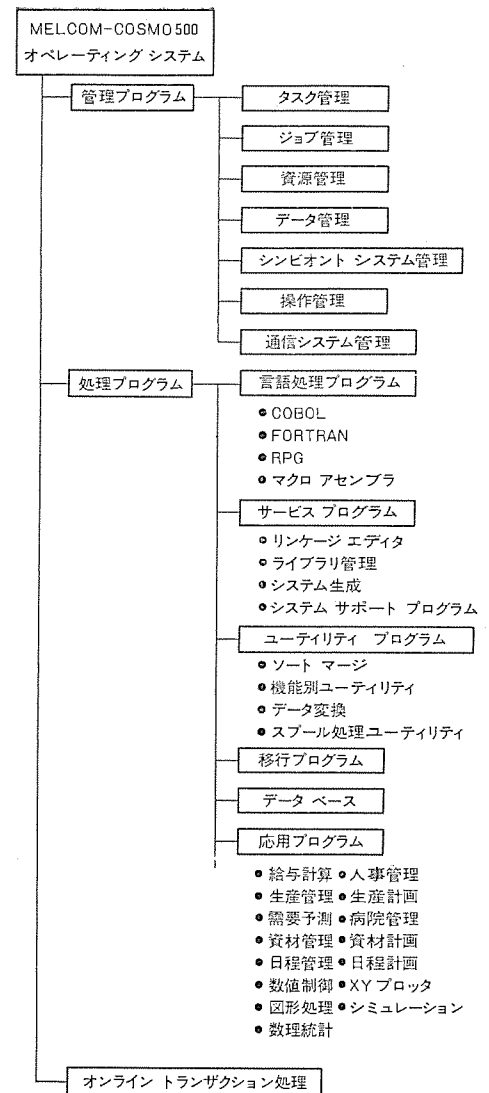 MELCOM-COSMO 500
オペレーティング システム
管理プログラム
タスク管理
ジョブ管理
資源管理
データ管理
シンビオント システム管理
操作管理
通信システム管理
処理プログラム
言語処理プログラム
• COBOL
• FORTRAN
• RPG
• マクロ アセンブラ
サービス プログラム
• リンケージ エディタ
• ライブラリ管理
• システム生成
• システム サポート プログラム
ユーティリティ プログラム
• ソート マージ
• 機能別ユーティリティ
• データ変換
• スプール処理ユーティリティ
移行プログラム
データ ベース
応用プログラム
• 給与計算 • 人事管理
• 生産管理 • 生産計画
• 需要予測 • 病院管理
• 資材管理 • 資材計画
• 日程管理 • 日程計画
• 数値制御 • XY プロッタ
• 図形処理 • シミュレーション
• 数理統計
オンライン トランザクション処理